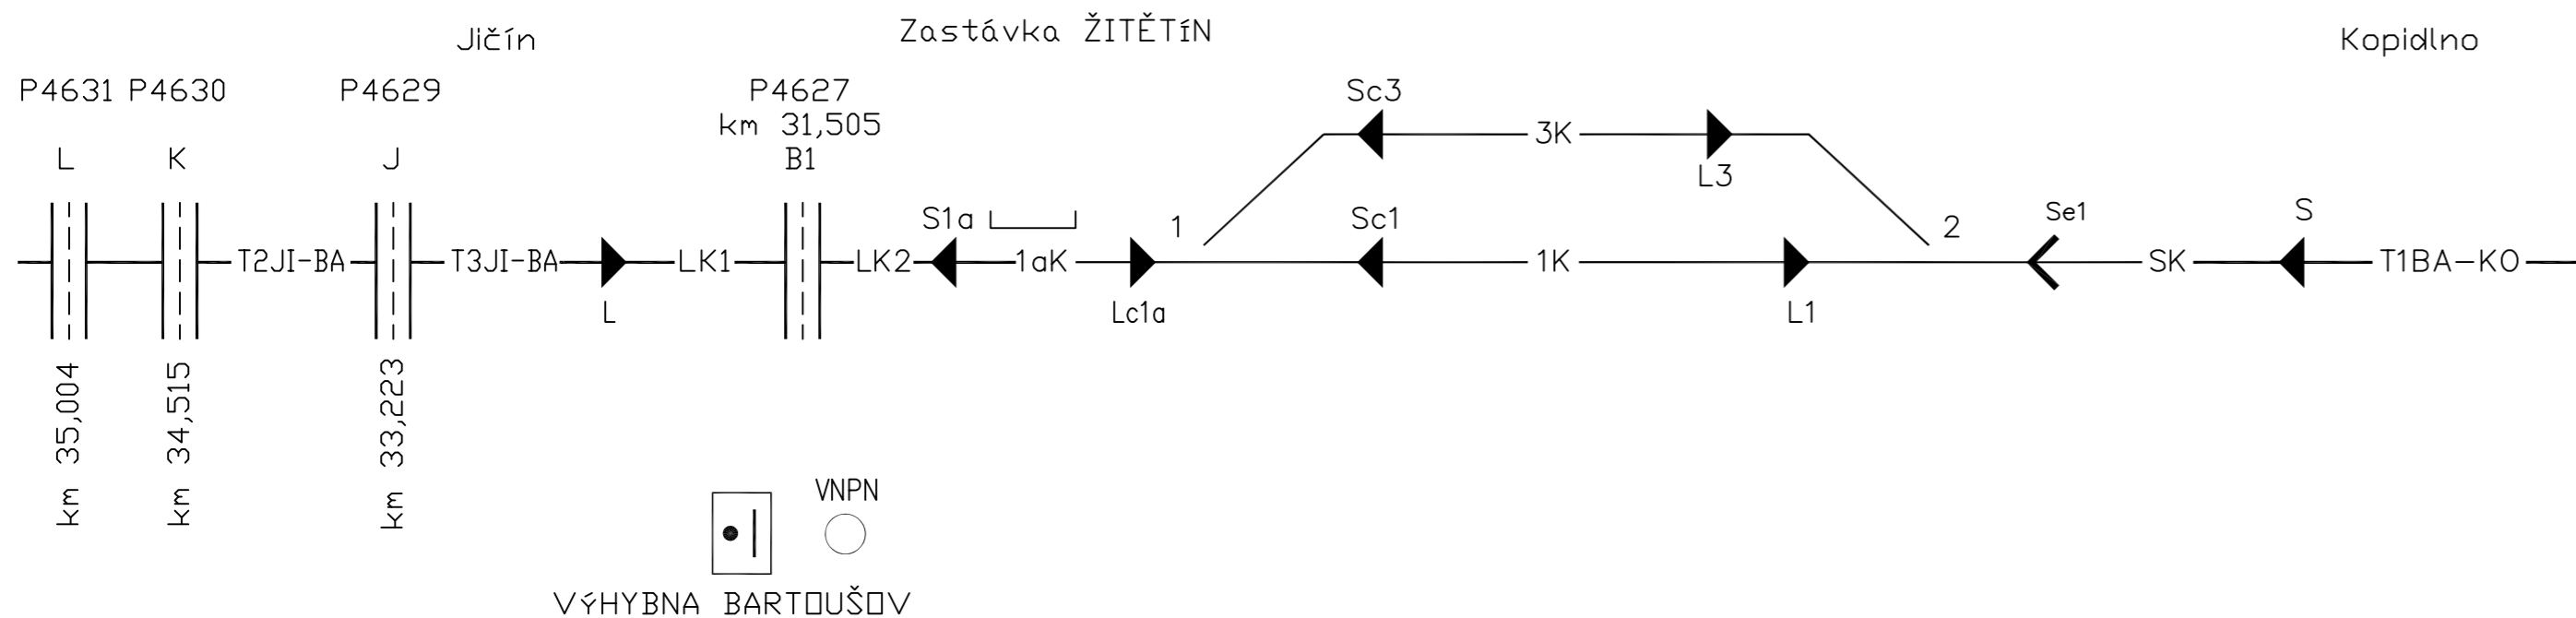 Jičín
Zastávka ŽITĚTíN
Kopidlno
P4631 P4630 P4629 P4627
km 31,505
Sc3
3K
L3
L K J B1
S1a
1
Sc1
2
Se1
S
T2JI-BA T3JI-BA LK1 LK2 1aK 1K SK T1BA-KO
L
Lc1a
L1
km 35,004
km 34,515
km 33,223
VNPN
VýHYBNA BARTOUŠOV